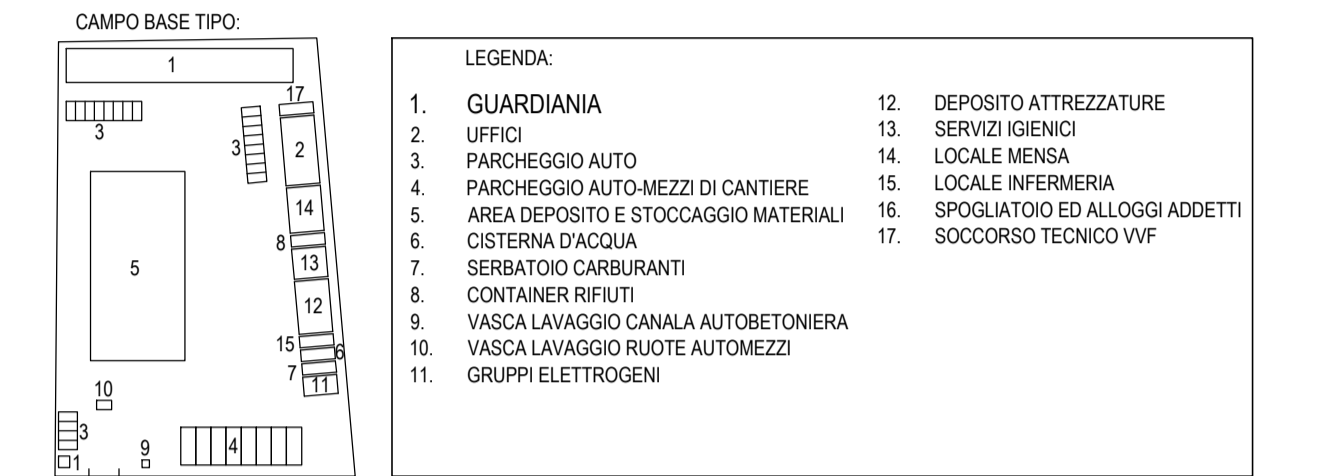 CAMPO BASE TIPO:
1
17
3
3
2
14
8
13
5
12
15
6
7
11
10
3
9
4
1
LEGENDA:
1. GUARDIANIA
2. UFFICI
3. PARCHEGGIO AUTO
4. PARCHEGGIO AUTO-MEZZI DI CANTIERE
5. AREA DEPOSITO E STOCCAGGIO MATERIALI
6. CISTERNA D'ACQUA
7. SERBATOIO CARBURANTI
8. CONTAINER RIFIUTI
9. VASCA LAVAGGIO CANALA AUTOBETONIERA
10. VASCA LAVAGGIO RUOTE AUTOMEZZI
11. GRUPPI ELETTROGENI
12. DEPOSITO ATTREZZATURE
13. SERVIZI IGIENICI
14. LOCALE MENSA
15. LOCALE INFERMERIA
16. SPOGLIATOIO ED ALLOGGI ADDETTI
17. SOCCORSO TECNICO VVF